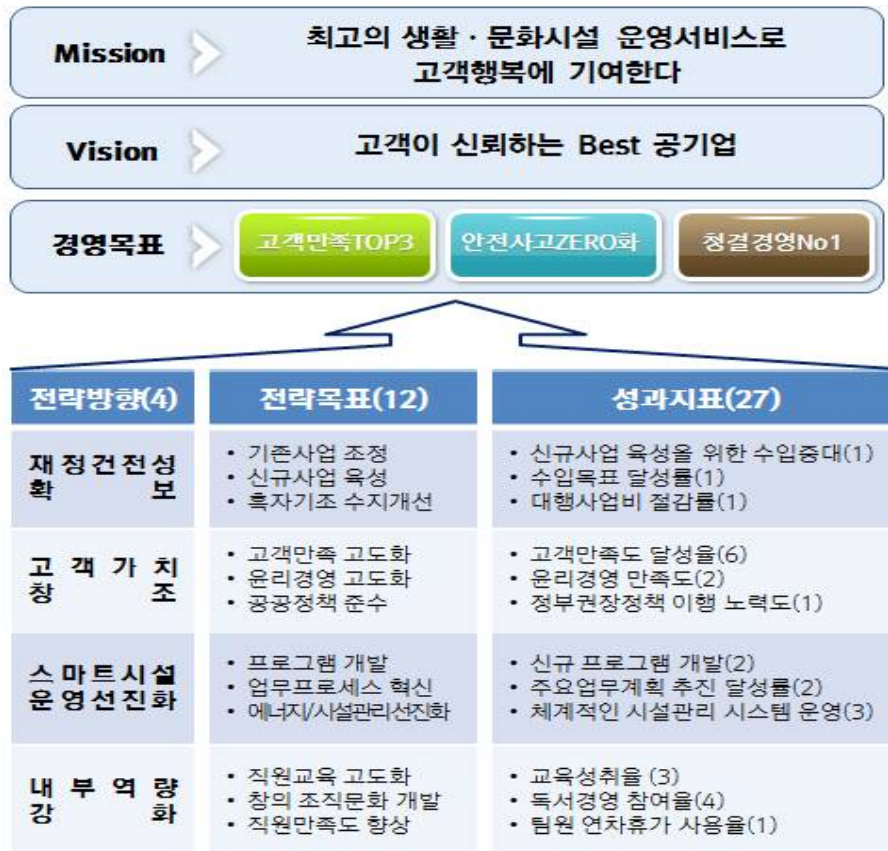 Mission
최고의 생활 · 문화시설 운영서비스로
고객행복에 기여한다
Vision
고객이 신뢰하는 Best 공기업
경영목표
고객만족TOP3
안전사고ZERO화
청결경영No1
전략방향(4)
전략목표(12)
성과지표(27)
재정건전성
확 보
• 기존사업 조정
• 신규사업 육성
• 흑자기조 수지개선
• 신규사업 육성을 위한 수입증대(1)
• 수입목표 달성률(1)
• 대행사업비 절감률(1)
고 객 가 치
창 조
• 고객만족 고도화
• 윤리경영 고도화
• 공공정책 준수
• 고객만족도 달성율(6)
• 윤리경영 만족도(2)
• 정부권장정책 이행 노력도(1)
스마트시설
운영선진화
• 프로그램 개발
• 업무프로세스 혁신
• 에너지/시설관리선진화
• 신규 프로그램 개발(2)
• 주요업무계획 추진 달성률(2)
• 체계적인 시설관리 시스템 운영(3)
내 부 역 량
강 화
• 직원교육 고도화
• 창의 조직문화 개발
• 직원만족도 향상
• 교육성취율 (3)
• 독서경영 참여율(4)
• 팀원 연차휴가 사용율(1)